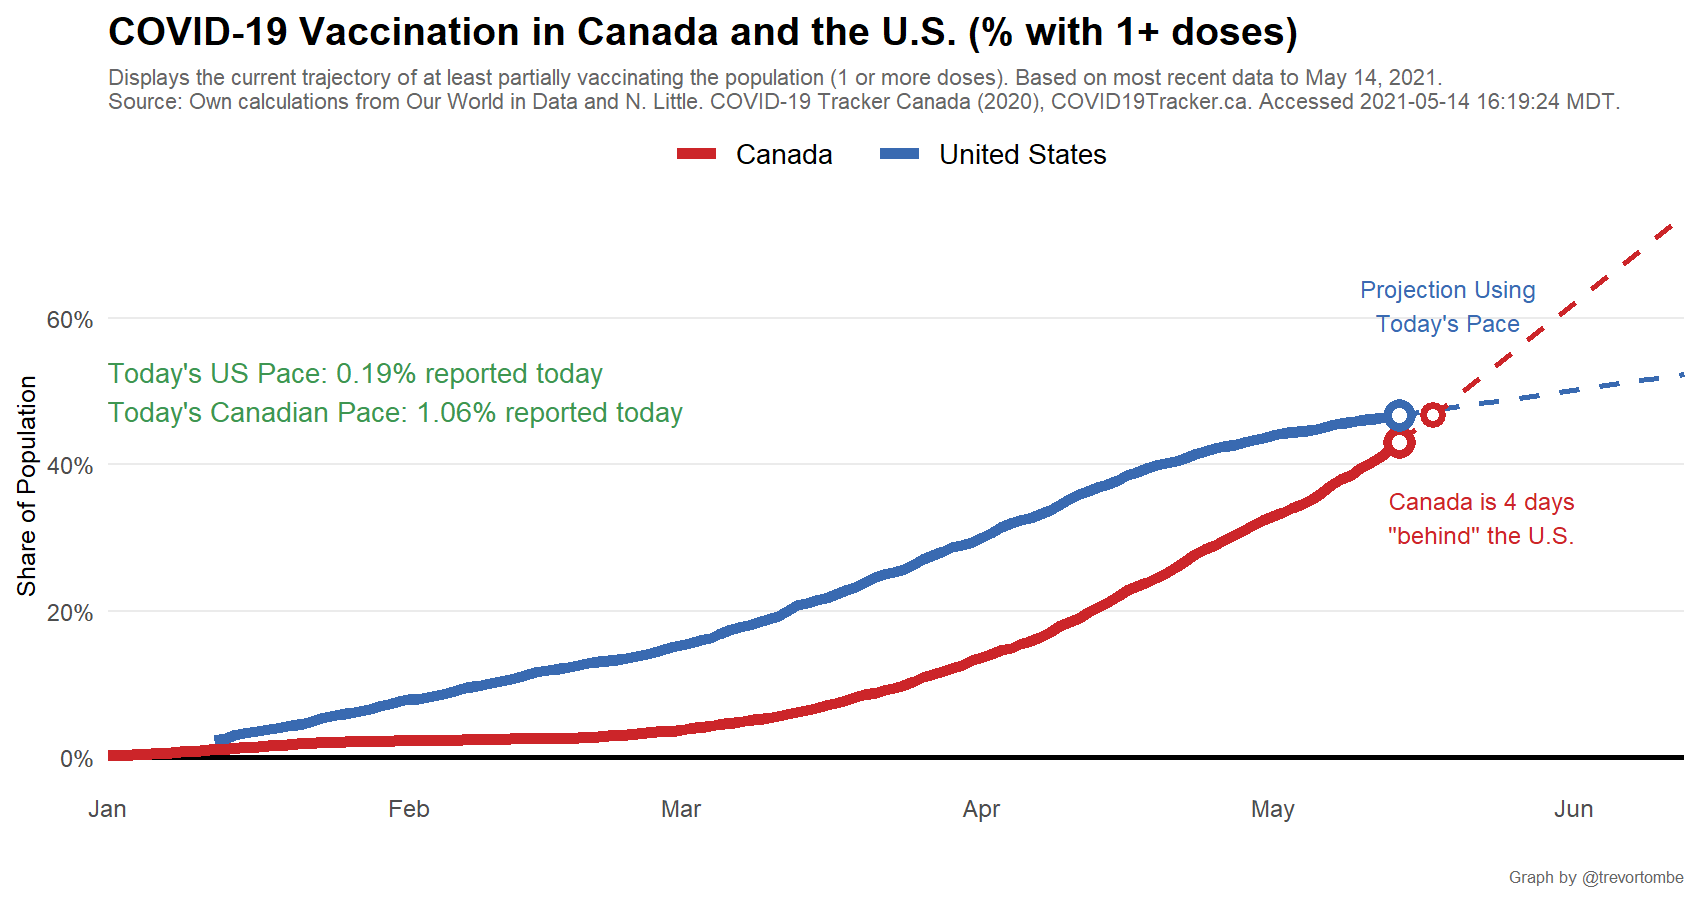 COVID-19 Vaccination in Canada and the U.S. (% with 1+ doses)
Displays the current trajectory of at least partially vaccinating the population (1 or more doses). Based on most recent data to May 14, 2021.
Source: Own calculations from Our World in Data and N. Little. COVID-19 Tracker Canada (2020), COVID19Tracker.ca. Accessed 2021-05-14 16:19:24 MDT.
Canada
United States
Projection Using
Today's Pace
60%
Today's US Pace: 0.19% reported today
Today's Canadian Pace: 1.06% reported today
Share of Population
40%
Canada is 4 days
"behind" the U.S.
20%
0%
Jan
Feb
Mar
Apr
May
Jun
Graph by @trevortombe